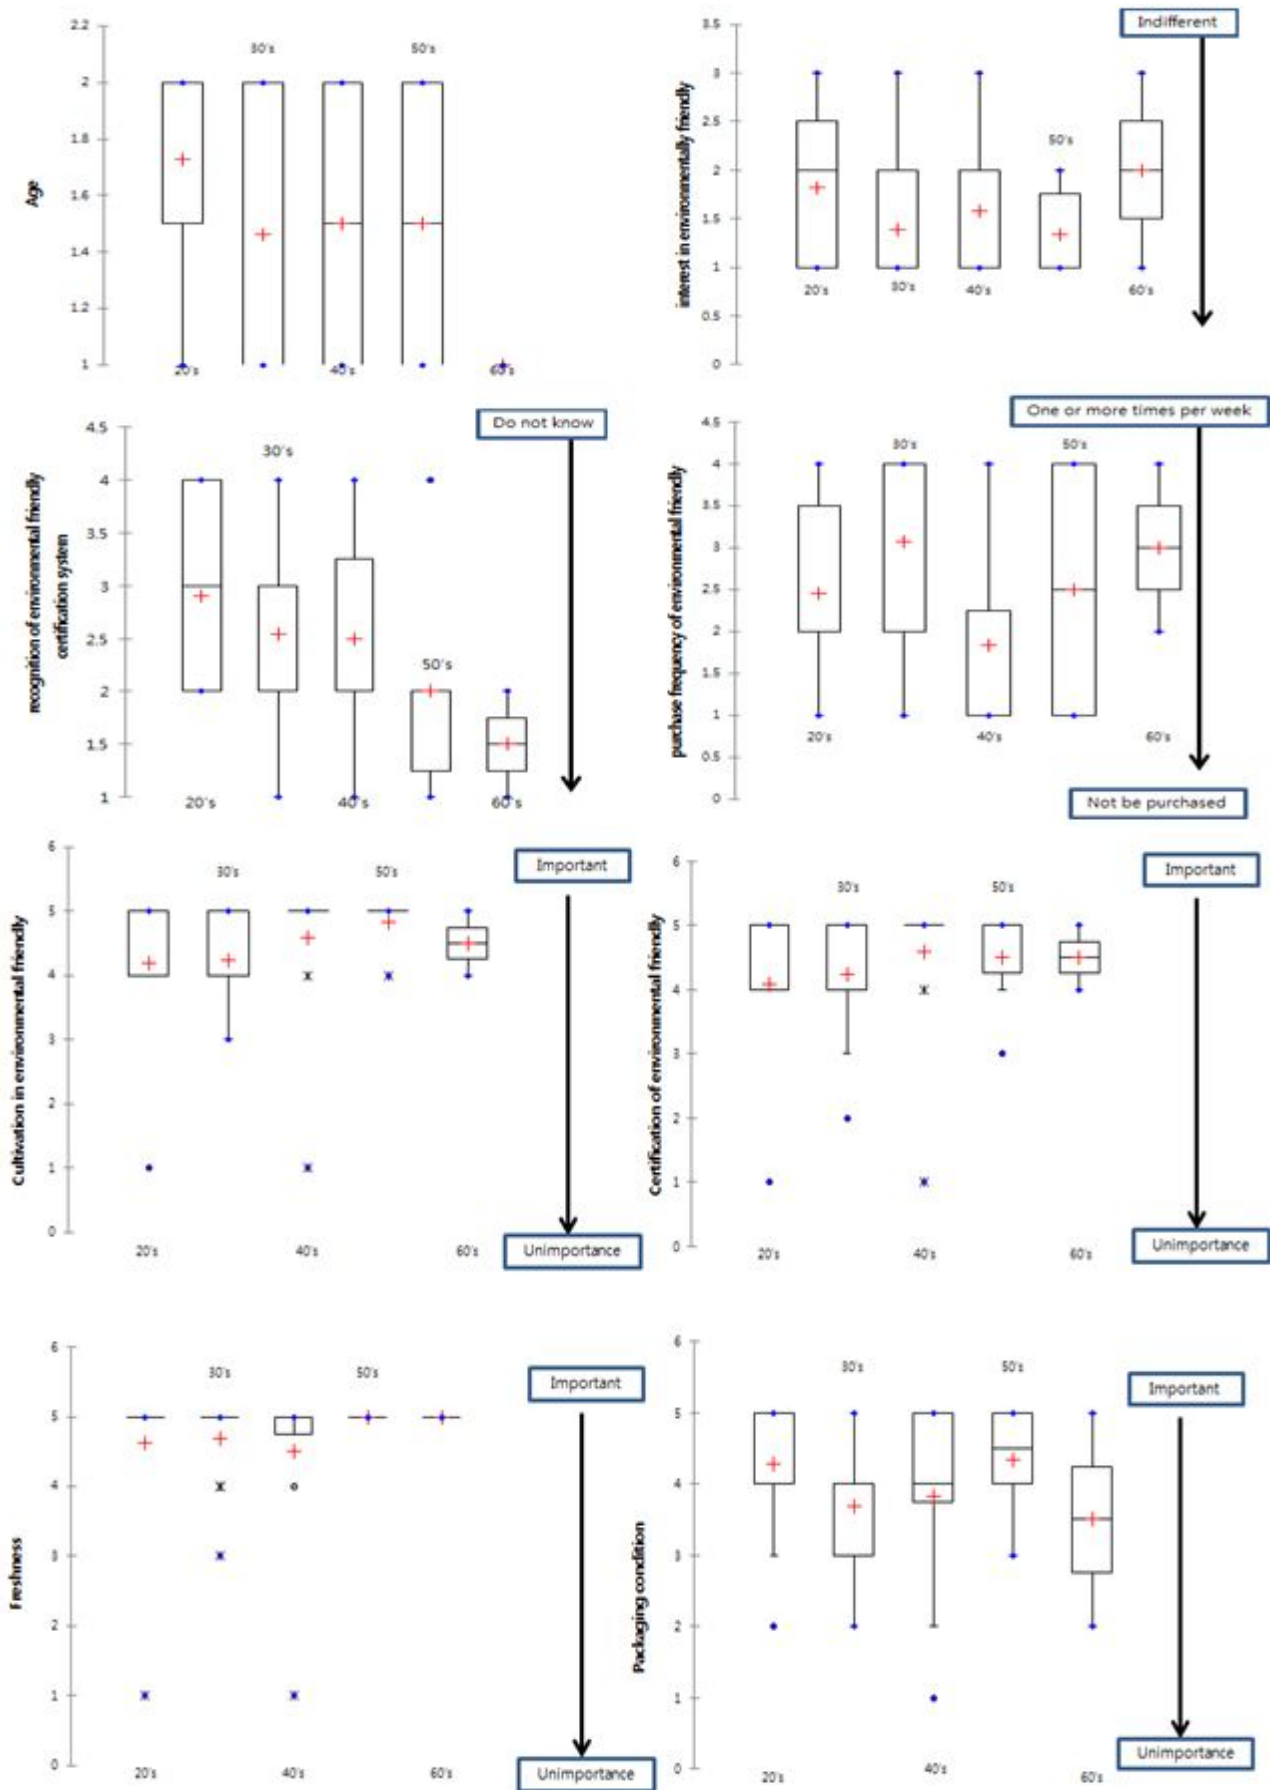 Age
2.2
2
1.8
1.6
1.4
1.2
1
30's
50's
20's
40's
60's
interest in environmentally friendly
3.5
3
2.5
2
1.5
1
0.5
0
Indifferent
50's
20's
30's
40's
60's
recognition of environmental friendly
certification system
4.5
4
3.5
3
2.5
2
1.5
1
Do not know
30's
50's
20's
40's
60's
purchase frequency of environmental friendly
4.5
4
3.5
3
2.5
2
1.5
1
0.5
0
One or more times per week
30's
50's
20's
40's
60's
Not be purchased
Cultivation in environmental friendly
6
5
4
3
2
1
0
30's
50's
Important
20's
40's
60's
Unimportance
Certification of environmental friendly
6
5
4
3
2
1
0
30's
50's
Important
20's
40's
60's
Unimportance
Freshness
6
5
4
3
2
1
0
30's
50's
Important
20's
40's
60's
Unimportance
Packaging condition
6
5
4
3
2
1
0
30's
50's
Important
20's
40's
60's
Unimportance